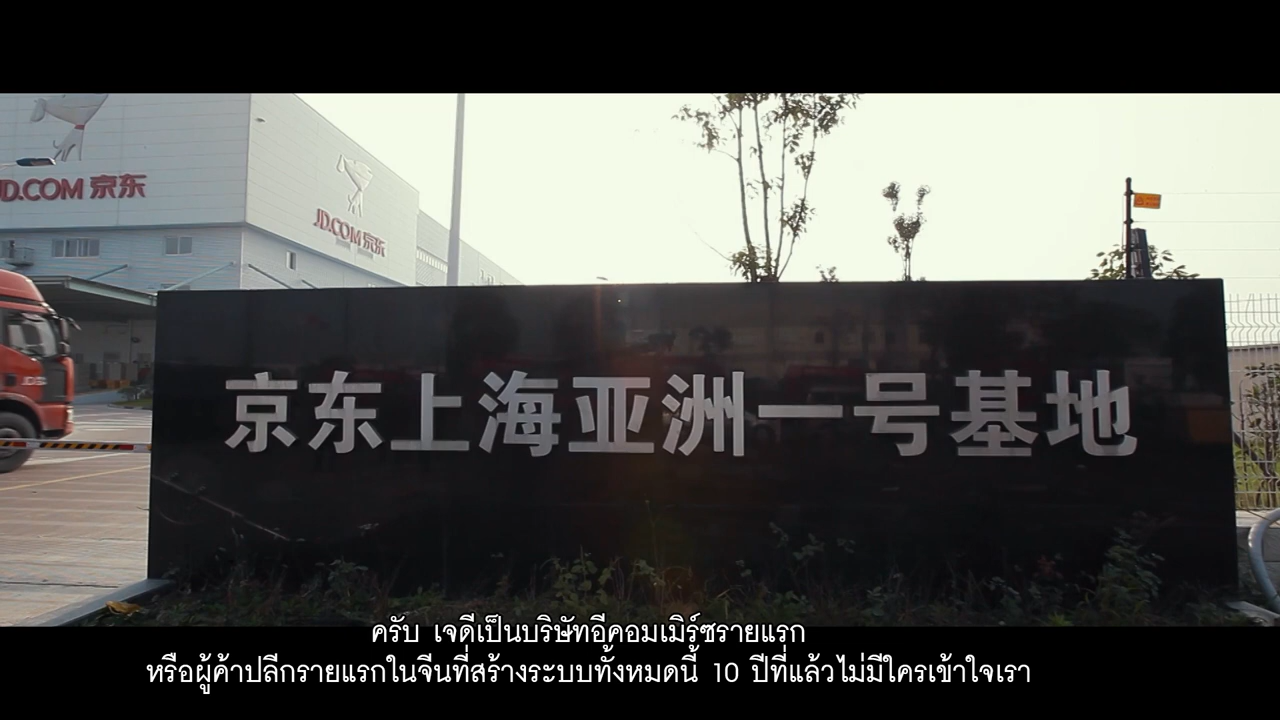 JD.COM 京东
JD.COM 京东
京东上海亚洲一号基地
ครับ เจดีเป็นบริษัทอีคอมเมิร์ซรายแรก
หรือผู้ค้าปลีกรายแรกในจีนที่สร้างระบบทั้งหมดนี้ 10 ปีที่แล้วไม่มีใครเข้าใจเรา